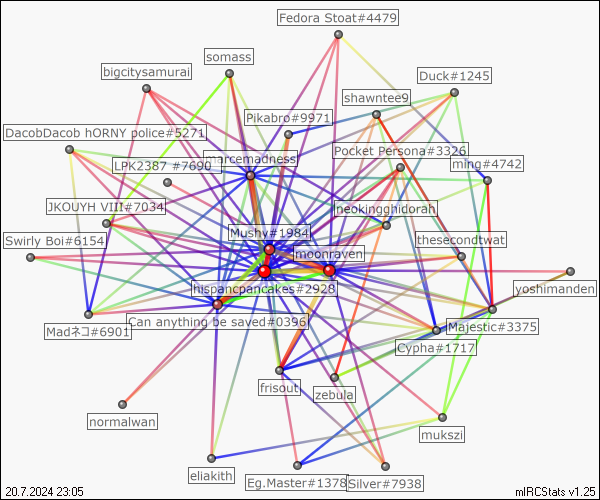 Fedora Stoat#4479
somass
bigcitysamurai
Duck#1245
shawntee9
Pikabro#9971
DacobDacob hORNY police#5271
Pocket Persona#3326
marcemadness
LPK2387 #7690
ming#4742
JKOUYH VIII#7034
neokingghidorah
Mushy#1984
thesecondtwat
Swirly Boi#6154
moonraven
hispancpancakes#2928
yoshimanden
Can anything be saved#0396
Madネコ#6901
Majestic#3375
Cypha#1717
frisout
zebula
normalwan
mukszi
eliakith
Eg.Master#1378
Silver#7938
20.7.2024 23:05
mIRCStats v1.25